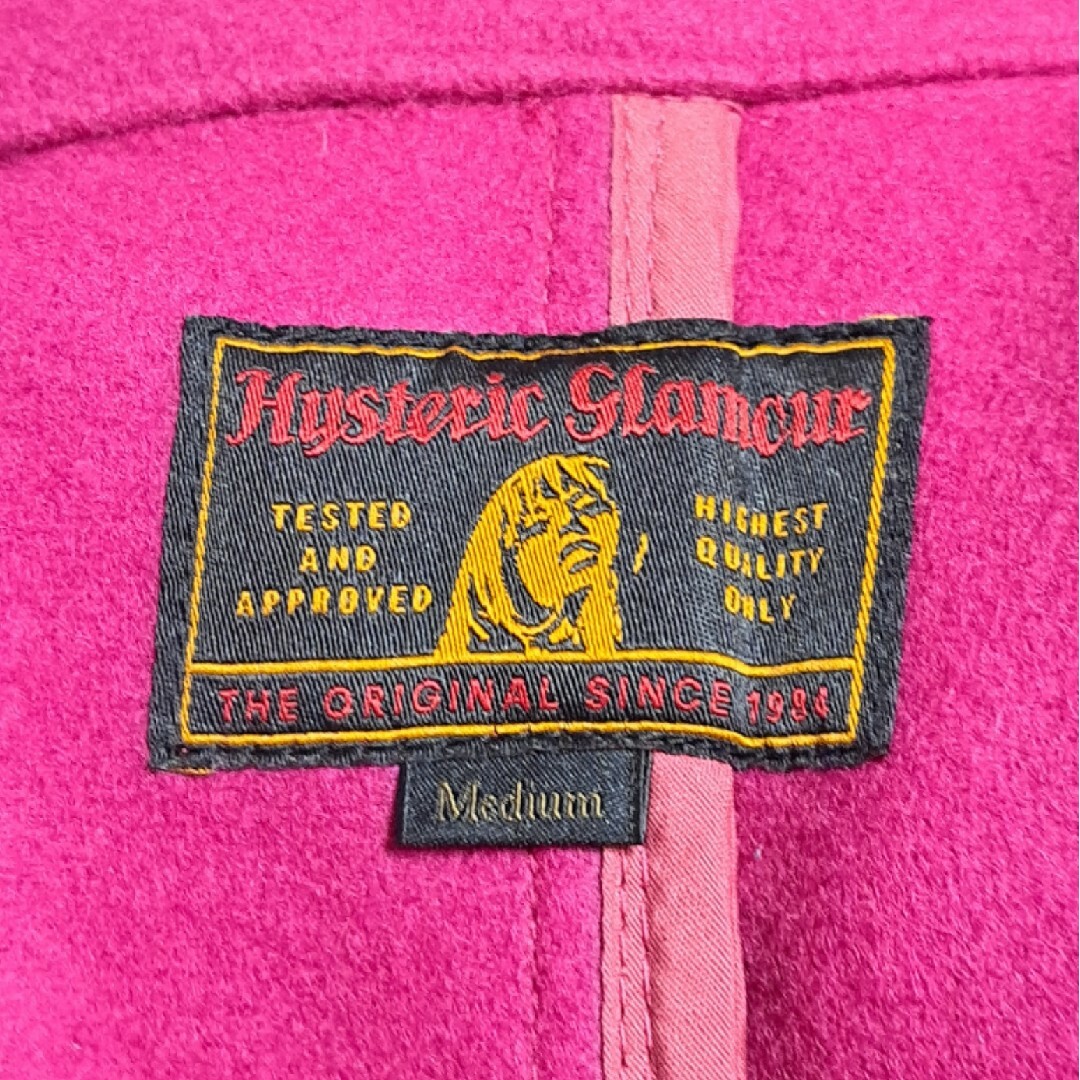 Hysteric Glamour
TESTED
AND
APPROVED
HIGHEST
QUALITY
ONLY
THE ORIGINAL SINCE 1984
Medium